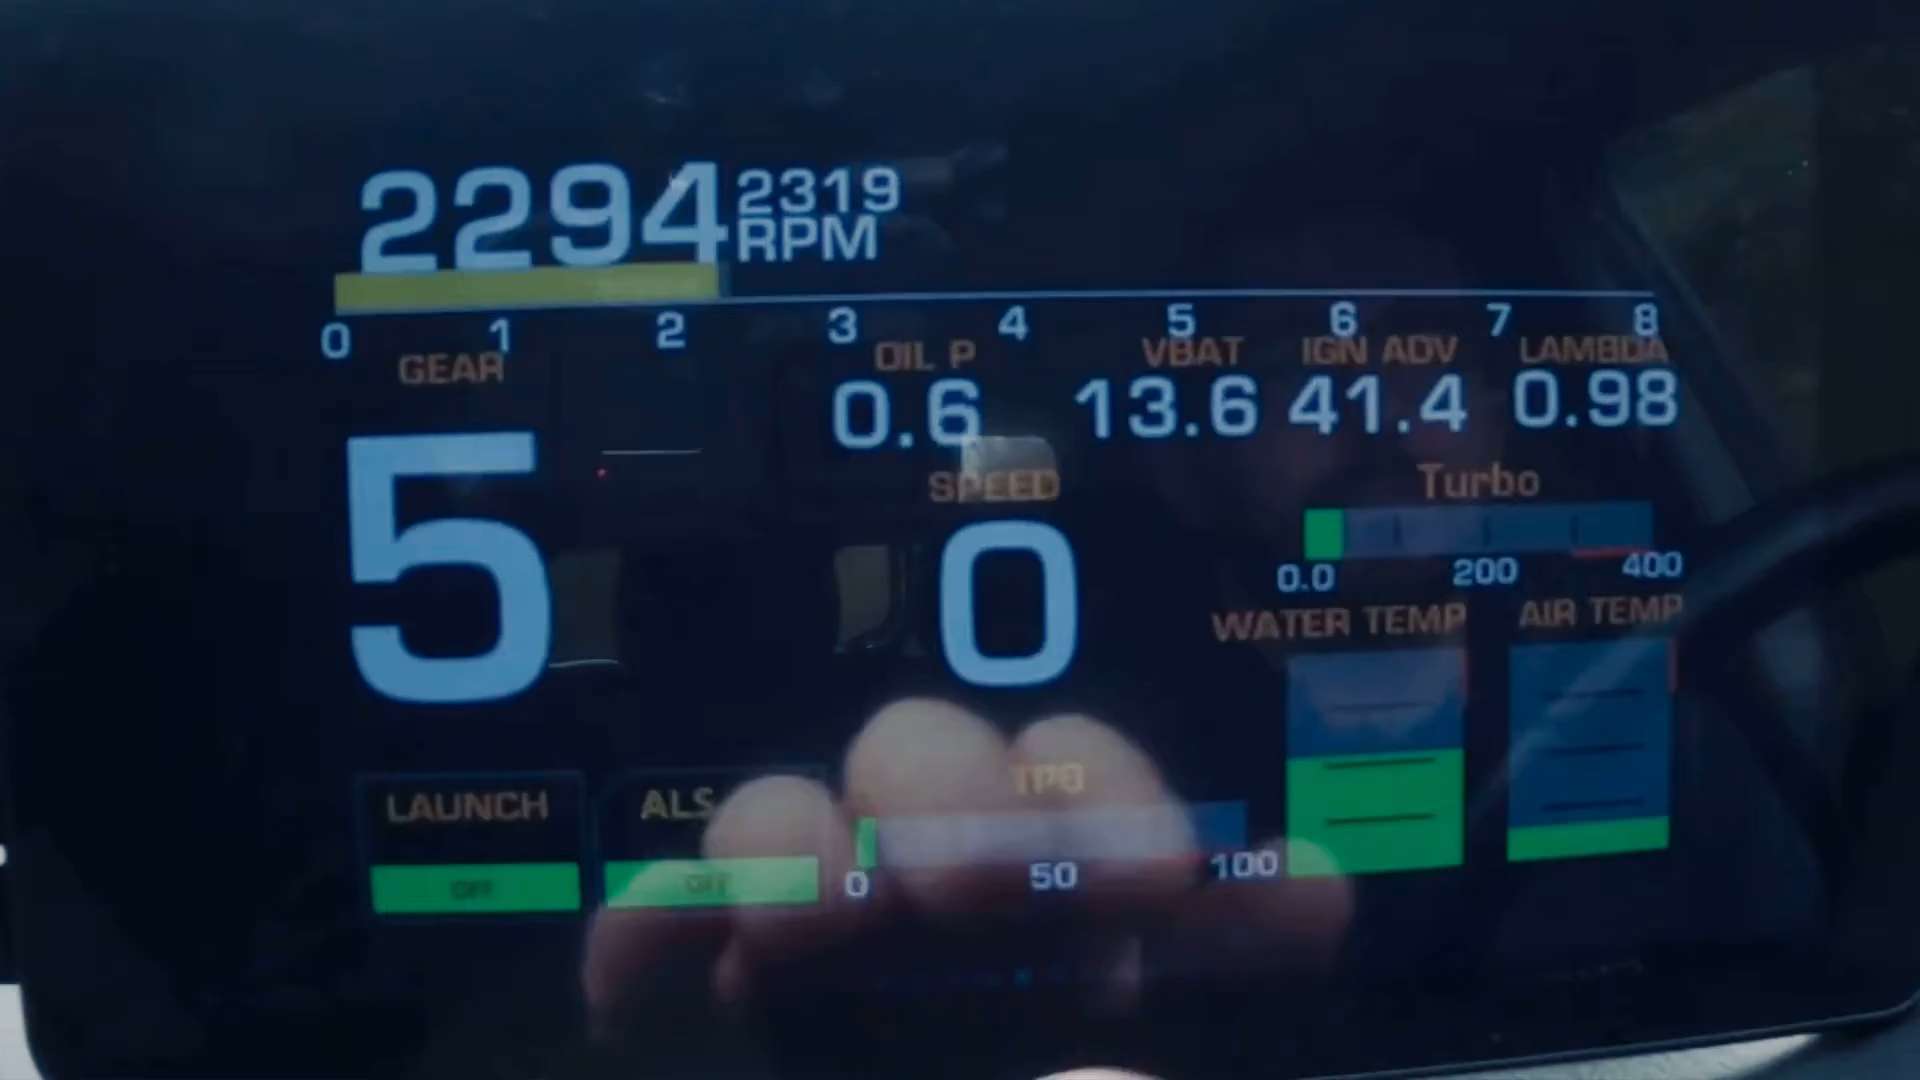 2294 2319
RPM
0 1 2 3 4 5 6 7 8
GEAR OIL P VBAT IGN ADV LAMBDA
0.6 13.6 41.4 0.98
5
SPEED
0
Turbo
0.0 200 400
WATER TEMP AIR TEMP
LAUNCH ALS TPS
OFF OFF
0 50 100